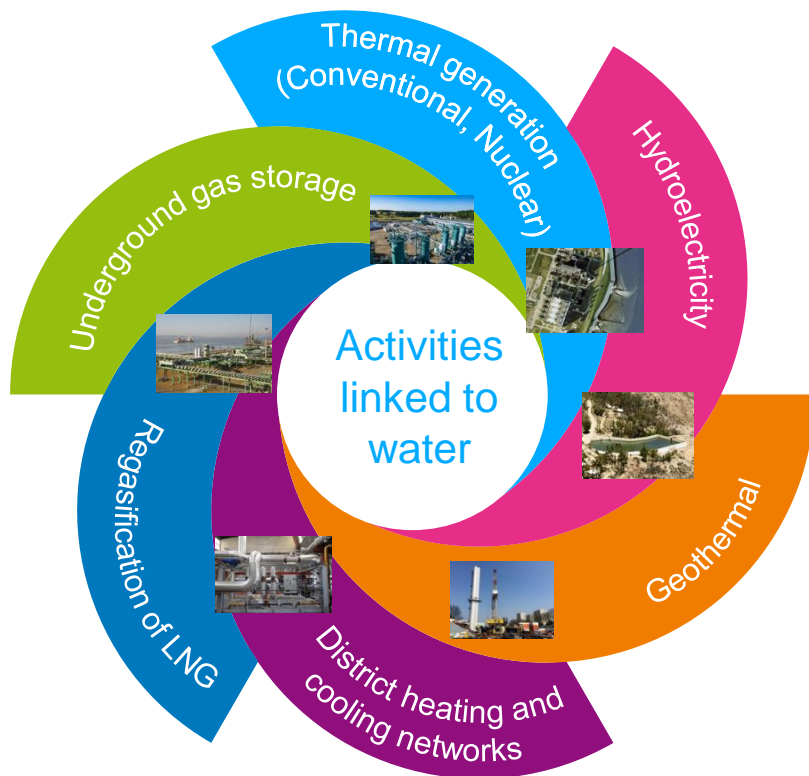 Thermal generation
(Conventional, Nuclear)
Hydroelectricity
Geothermal
District heating and
cooling networks
Regasification of LNG
Underground gas storage
Activities
linked to
water